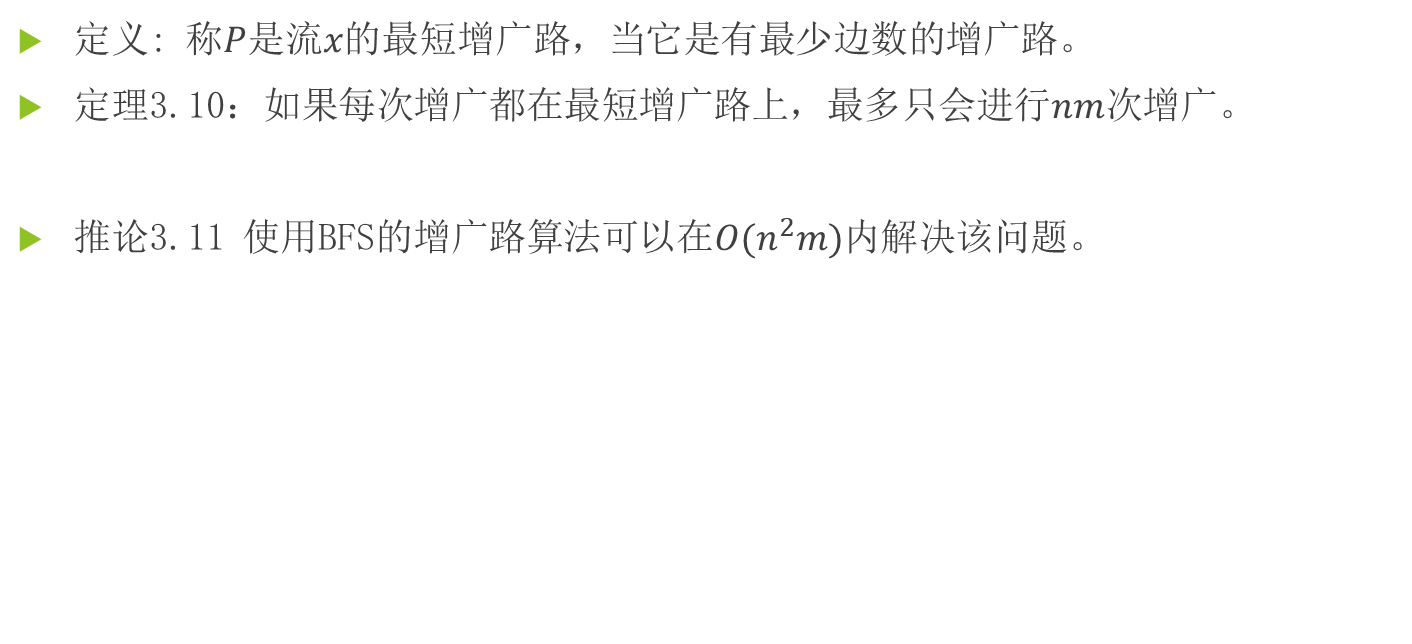 定义: 称𝑃是流𝑥的最短增广路，当它是有最少边数的增广路。
定理3.10：如果每次增广都在最短增广路上，最多只会进行𝑛𝑚次增广。
推论3.11 使用BFS的增广路算法可以在𝑂(𝑛²𝑚)内解决该问题。